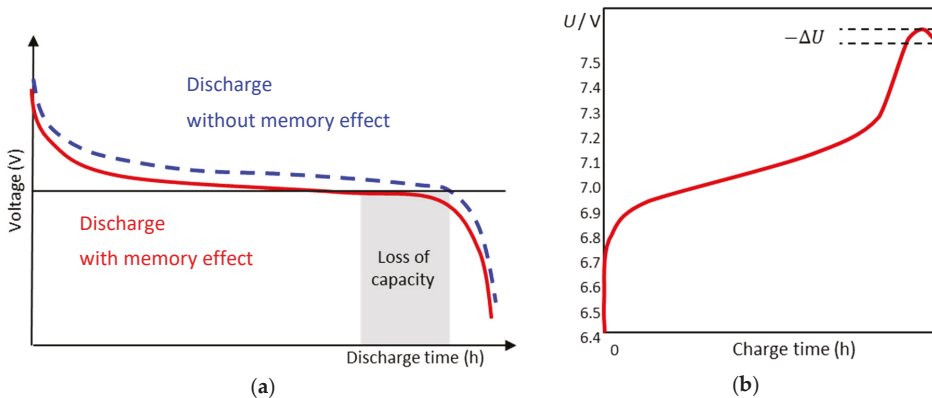 Voltage (V)
Discharge
without memory effect
Discharge
with memory effect
Loss of
capacity
Discharge time (h)
(a)
U / V
−ΔU
7.5
7.4
7.3
7.2
7.1
7.0
6.9
6.8
6.7
6.6
6.5
6.4
0
Charge time (h)
(b)